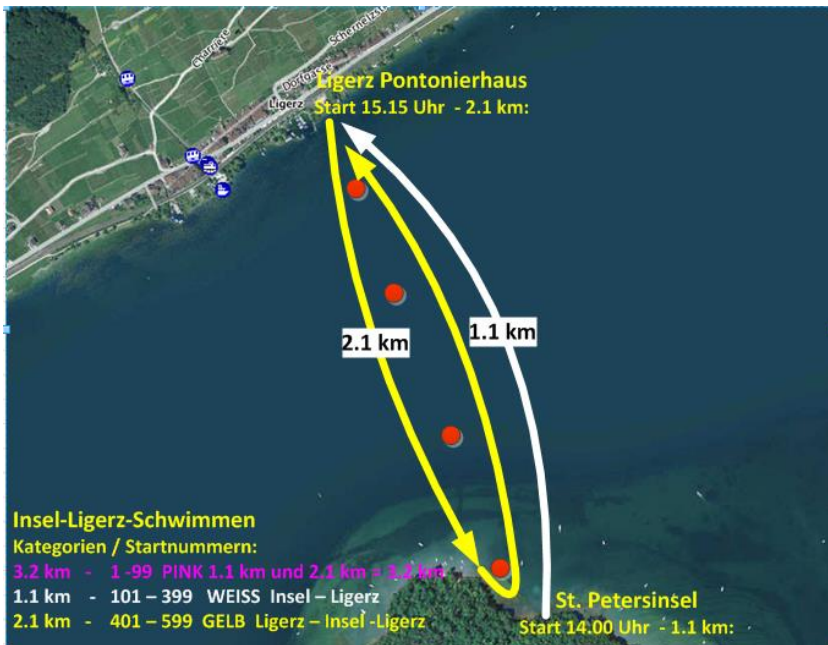 Charriese
Schernelzstr
Dorfgasse
Ligerz
Ligerz Pontonierhaus
Start 15.15 Uhr - 2.1 km:
2.1 km
1.1 km
Insel-Ligerz-Schwimmen
Kategorien / Startnummern:
3.2 km - 1 -99 PINK 1.1 km und 2.1 km = 3.2 km
1.1 km - 101 – 399 WEISS Insel – Ligerz
2.1 km - 401 – 599 GELB Ligerz – Insel -Ligerz
St. Petersinsel
Start 14.00 Uhr - 1.1 km: